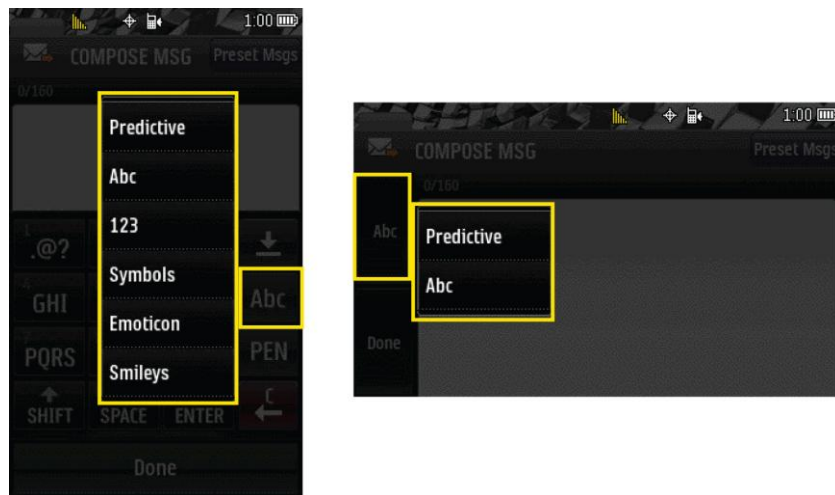 1:00
COMPOSE MSG Preset Msgs
0/160
Predictive
Abc
123
Symbols
Emoticon
Smileys
1
.@?
4
GHI
Abc
PQRS
PEN
SHIFT SPACE ENTER C
Done
1:00
COMPOSE MSG Preset Msgs
0/160
Abc
Predictive
Abc
Done